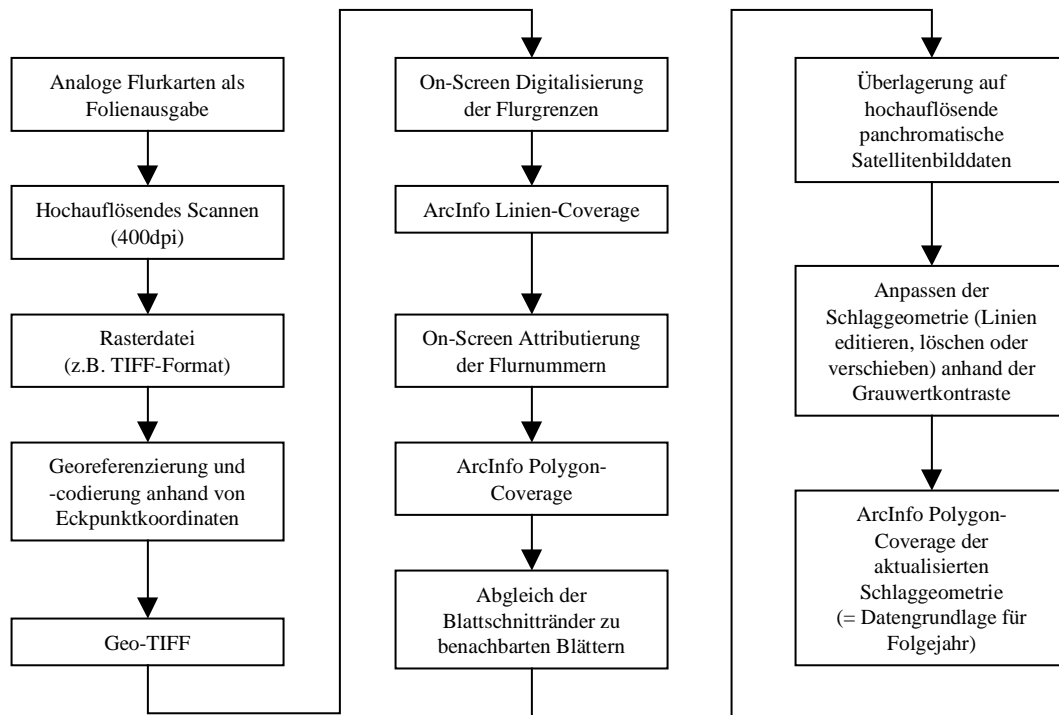 Analoge Flurkarten als
Folienausgabe
Hochauflösendes Scannen
(400dpi)
Rasterdatei
(z.B. TIFF-Format)
Georeferenzierung und
-codierung anhand von
Eckpunktkoordinaten
Geo-TIFF
On-Screen Digitalisierung
der Flurgrenzen
ArcInfo Linien-Coverage
On-Screen Attributierung
der Flurnummern
ArcInfo Polygon-
Coverage
Abgleich der
Blattschnittränder zu
benachbarten Blättern
Überlagerung auf
hochauflösende
panchromatische
Satellitenbilddaten
Anpassen der
Schlaggeometrie (Linien
editieren, löschen oder
verschieben) anhand der
Grauwertkontraste
ArcInfo Polygon-
Coverage der
aktualisierten
Schlaggeometrie
(= Datengrundlage für
Folgejahr)